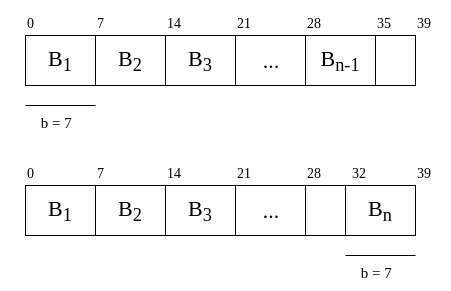 0 7 14 21 28 35 39
B1 B2 B3 ... Bn-1
b = 7
0 7 14 21 28 32 39
B1 B2 B3 ... Bn
b = 7